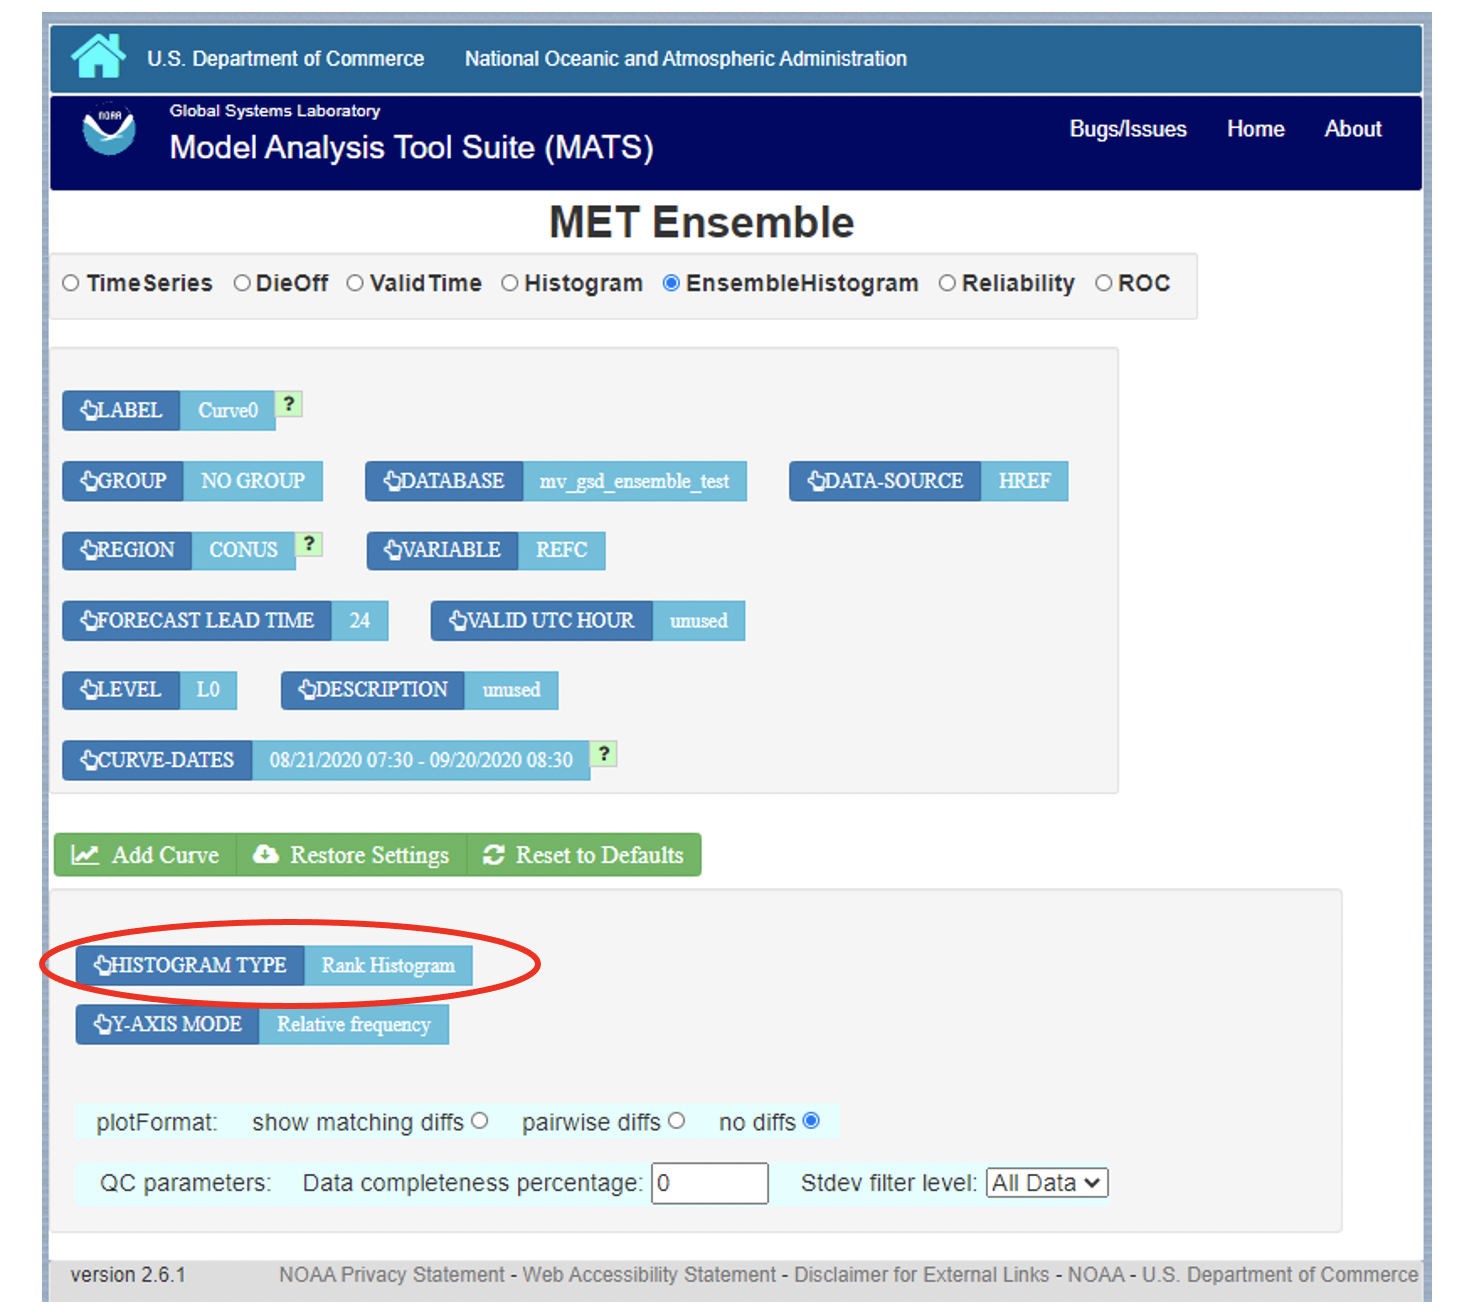 U.S. Department of Commerce National Oceanic and Atmospheric Administration
NOAA
Global Systems Laboratory
Model Analysis Tool Suite (MATS)
Bugs/Issues Home About
MET Ensemble
TimeSeries DieOff ValidTime Histogram EnsembleHistogram Reliability ROC
LABEL Curve0 ?
GROUP NO GROUP DATABASE mv_gsd_ensemble_test DATA-SOURCE HREF
REGION CONUS ? VARIABLE REFC
FORECAST LEAD TIME 24 VALID UTC HOUR unused
LEVEL L0 DESCRIPTION unused
CURVE-DATES 08/21/2020 07:30 - 09/20/2020 08:30 ?
Add Curve Restore Settings Reset to Defaults
HISTOGRAM TYPE Rank Histogram
Y-AXIS MODE Relative frequency
plotFormat: show matching diffs pairwise diffs no diffs
QC parameters: Data completeness percentage: 0 Stdev filter level: All Data
version 2.6.1 NOAA Privacy Statement - Web Accessibility Statement - Disclaimer for External Links - NOAA - U.S. Department of Commerce